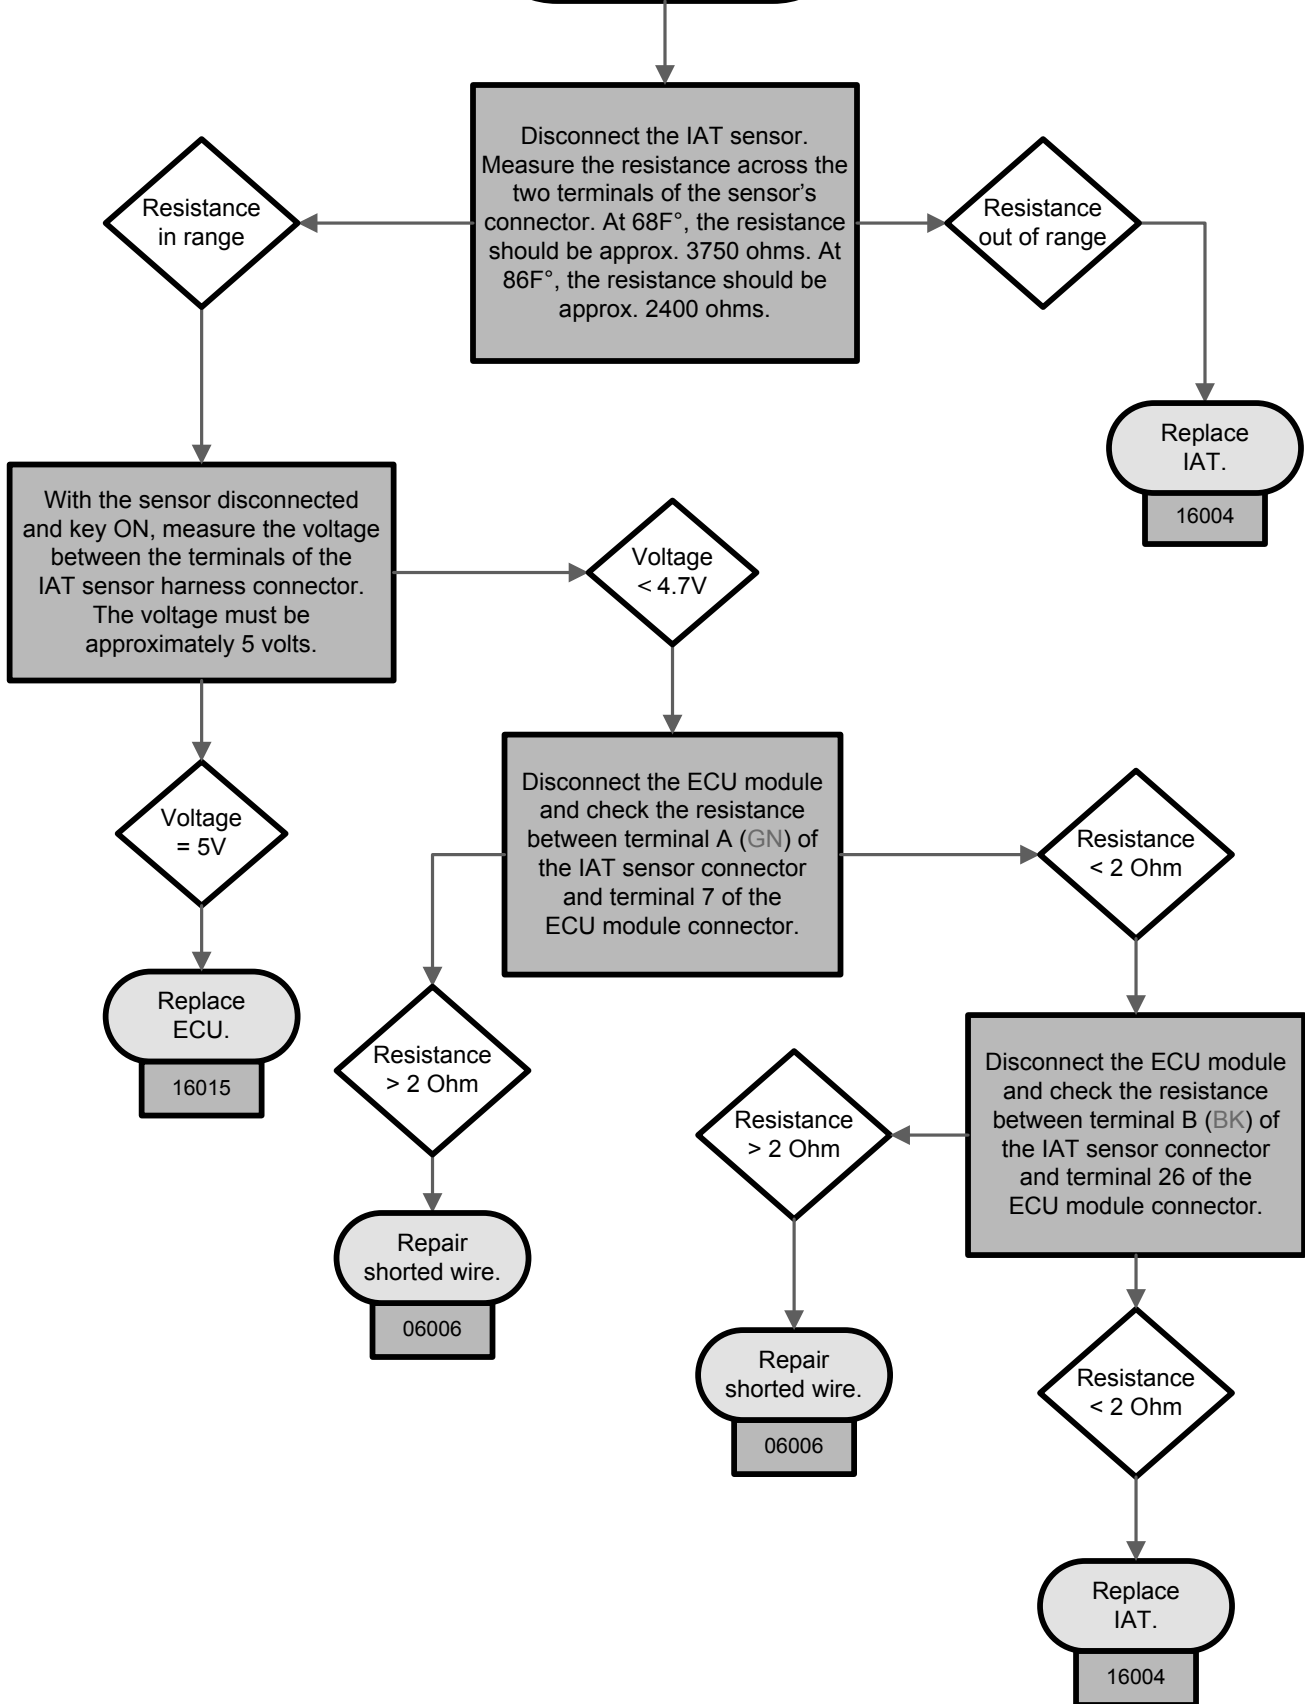 Disconnect the IAT sensor.
Measure the resistance across the
two terminals of the sensor's
connector. At 68F°, the resistance
should be approx. 3750 ohms. At
86F°, the resistance should be
approx. 2400 ohms.
Resistance
in range
Resistance
out of range
Replace
IAT.
16004
With the sensor disconnected
and key ON, measure the voltage
between the terminals of the
IAT sensor harness connector.
The voltage must be
approximately 5 volts.
Voltage
< 4.7V
Voltage
= 5V
Replace
ECU.
16015
Disconnect the ECU module
and check the resistance
between terminal A (GN) of
the IAT sensor connector
and terminal 7 of the
ECU module connector.
Resistance
< 2 Ohm
Resistance
> 2 Ohm
Repair
shorted wire.
06006
Disconnect the ECU module
and check the resistance
between terminal B (BK) of
the IAT sensor connector
and terminal 26 of the
ECU module connector.
Resistance
> 2 Ohm
Repair
shorted wire.
06006
Resistance
< 2 Ohm
Replace
IAT.
16004